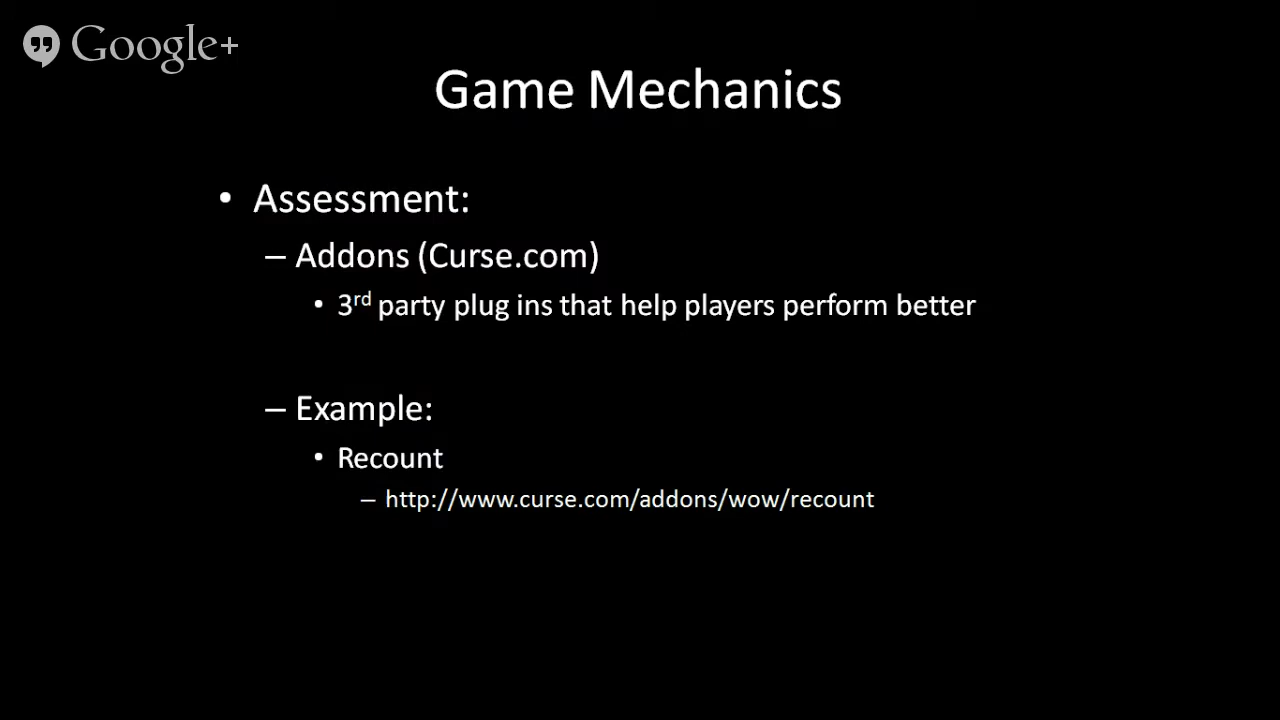 Google+
Game Mechanics
• Assessment:
– Addons (Curse.com)
• 3rd party plug ins that help players perform better
– Example:
• Recount
– http://www.curse.com/addons/wow/recount